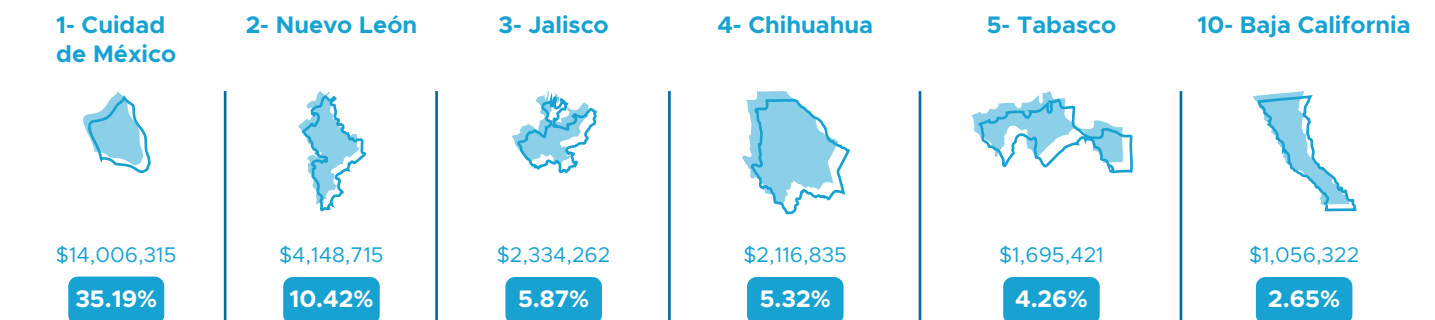 1- Cuidad
de México
$14,006,315
35.19%
2- Nuevo León
$4,148,715
10.42%
3- Jalisco
$2,334,262
5.87%
4- Chihuahua
$2,116,835
5.32%
5- Tabasco
$1,695,421
4.26%
10- Baja California
$1,056,322
2.65%